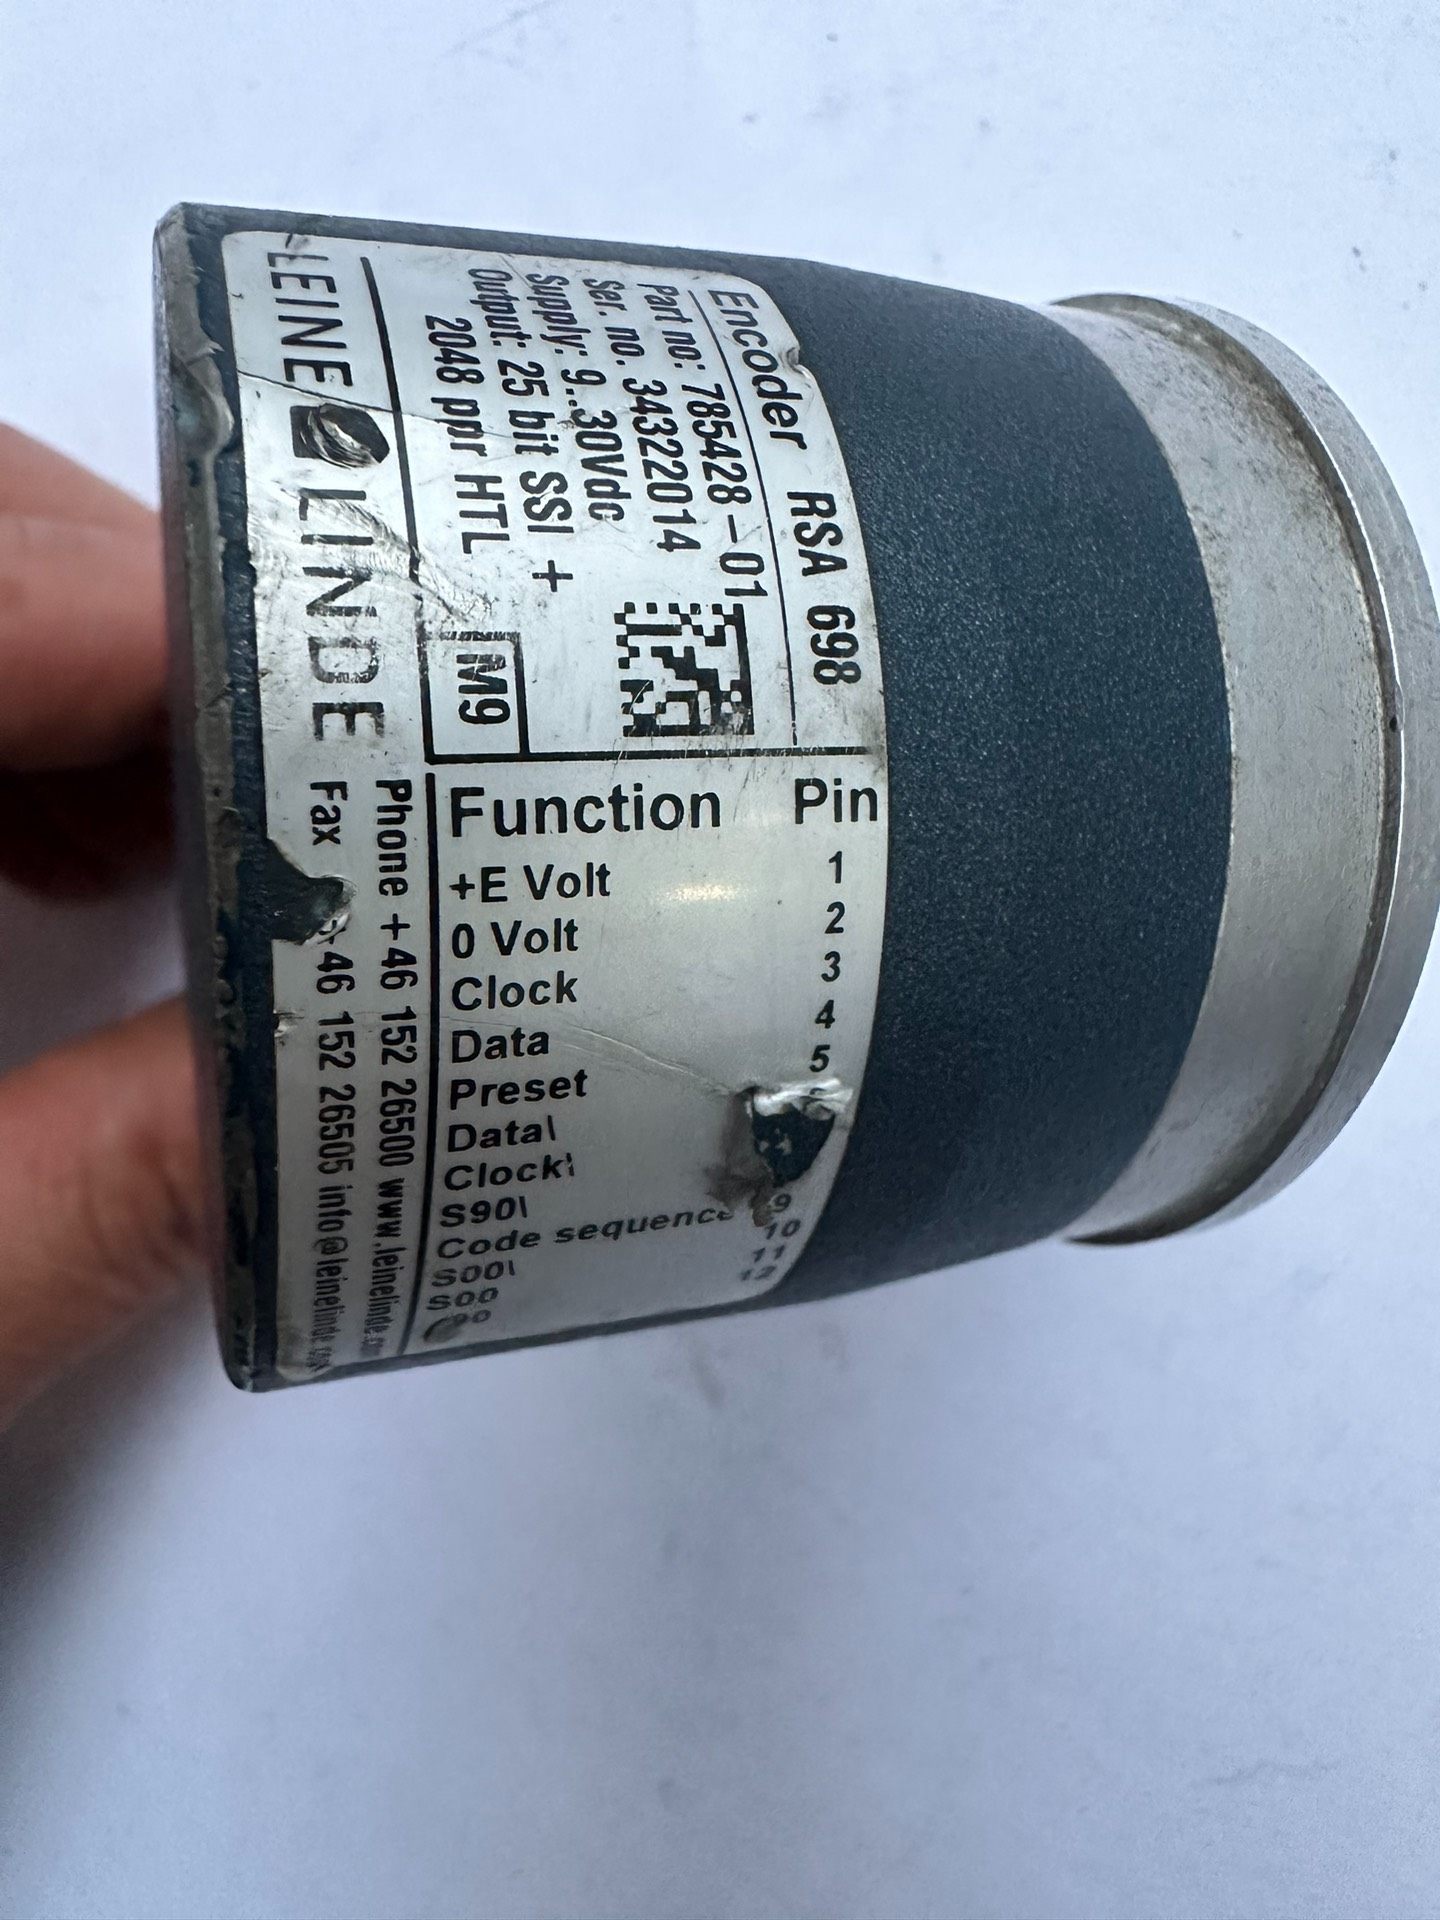 LEINE LINDE
Phone +46 152 26500 www.leinelinde.
Fax +46 152 26505 info@leinelinde.
Encoder RSA 698
Part no: 785428-01
Ser. no. 34322014
Supply: 9...30Vdc
Output: 25 bit SSI +
2048 ppr HTL
M9
Function Pin
+E Volt 1
0 Volt 2
Clock 3
Data 4
Preset 5
Data\
Clock\
S90\
Code sequence 9
S00\ 10
S00 11
12